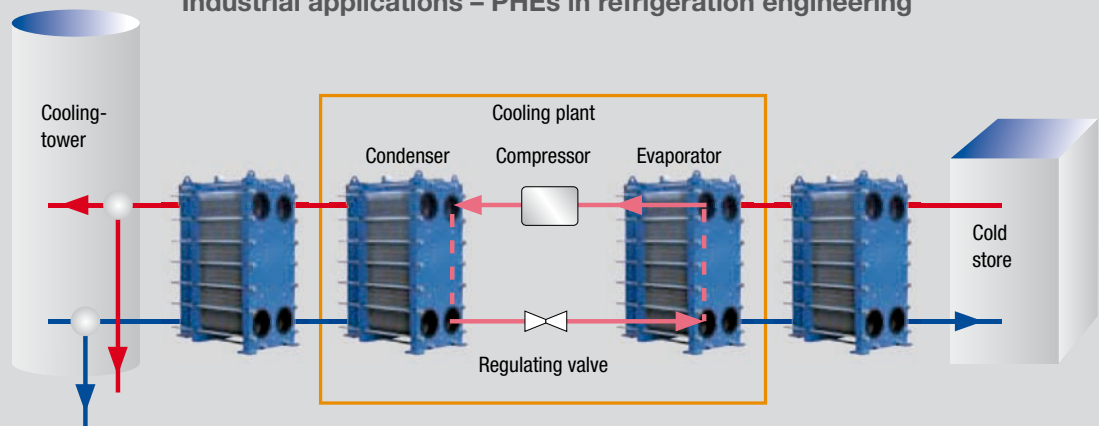 Industrial applications – PHEs in refrigeration engineering
Cooling-
tower
Cooling plant
Condenser
Compressor
Evaporator
Cold
store
Regulating valve